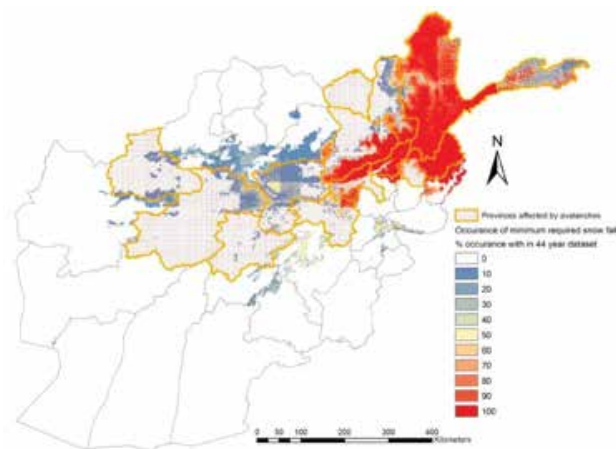 N
Provinces affected by avalanches
Occurance of minimum required snow fall
% occurance with in 44 year dataset
0
10
20
30
40
50
60
70
80
90
100
0 50 100 200 300 400
Kilometers